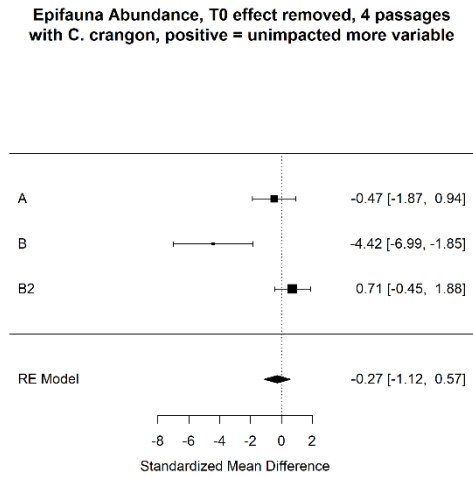 Epifauna Abundance, T0 effect removed, 4 passages
with C. crangon, positive = unimpacted more variable
A -0.47 [-1.87, 0.94]
B -4.42 [-6.99, -1.85]
B2 0.71 [-0.45, 1.88]
RE Model -0.27 [-1.12, 0.57]
-8 -6 -4 -2 0 2
Standardized Mean Difference